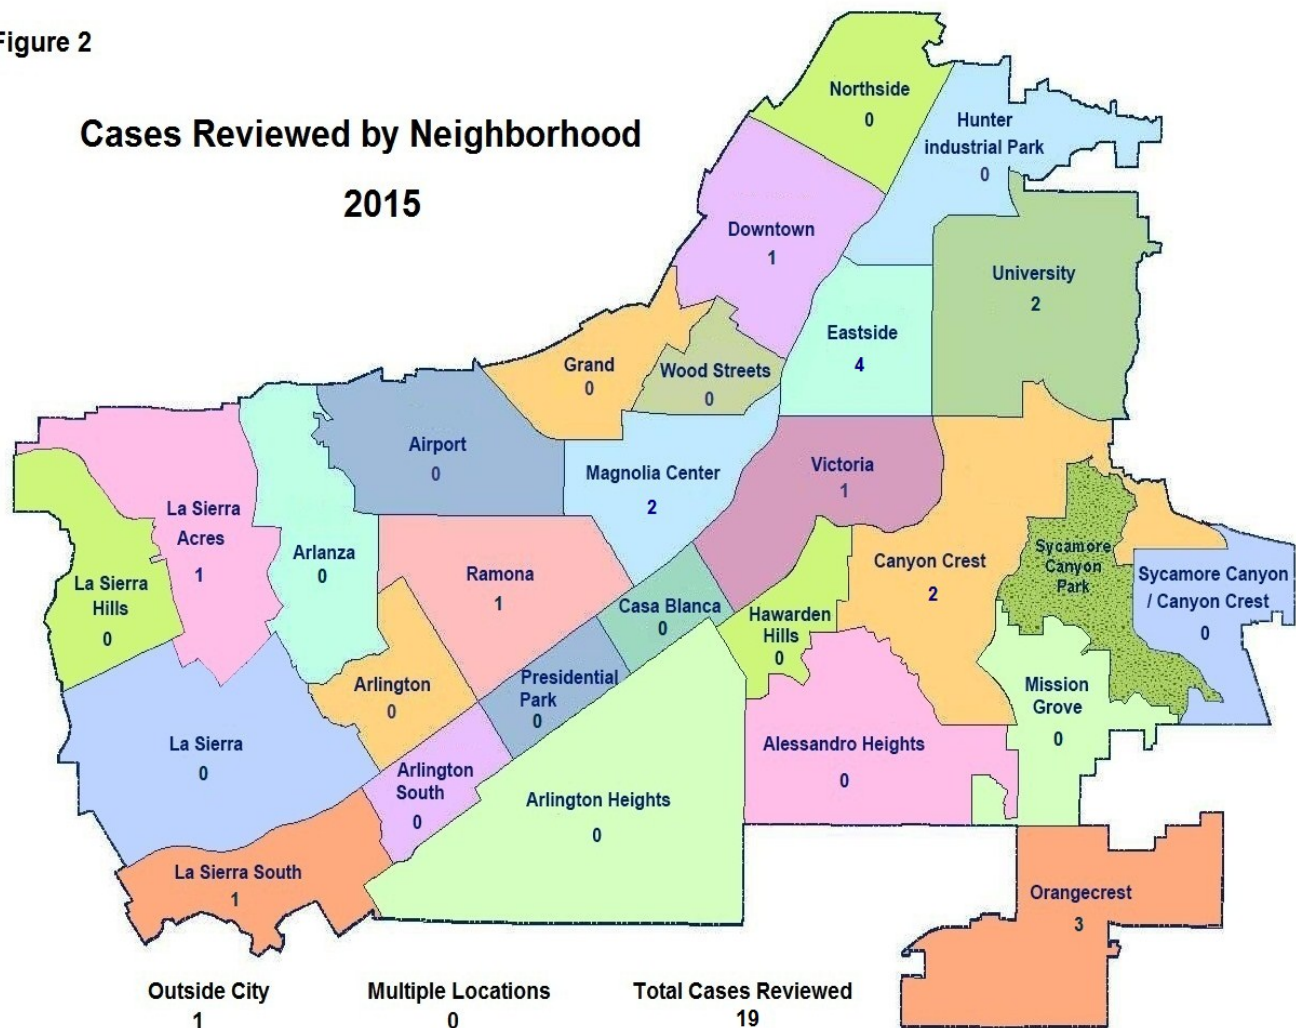 Figure 2
Cases Reviewed by Neighborhood
2015
Northside
0
Hunter
industrial Park
0
Downtown
1
University
2
Eastside
4
Grand
0
Wood Streets
0
Airport
0
Magnolia Center
2
Victoria
1
La Sierra
Acres
1
Arlanza
0
La Sierra
Hills
0
Ramona
1
Casa Blanca
0
Hawarden
Hills
0
Canyon Crest
2
Sycamore
Canyon
Park
Sycamore Canyon
/ Canyon Crest
0
Arlington
0
Presidential
Park
0
Mission
Grove
0
La Sierra
0
Arlington
South
0
Arlington Heights
0
Alessandro Heights
0
La Sierra South
1
Orangecrest
3
Outside City
1
Multiple Locations
0
Total Cases Reviewed
19